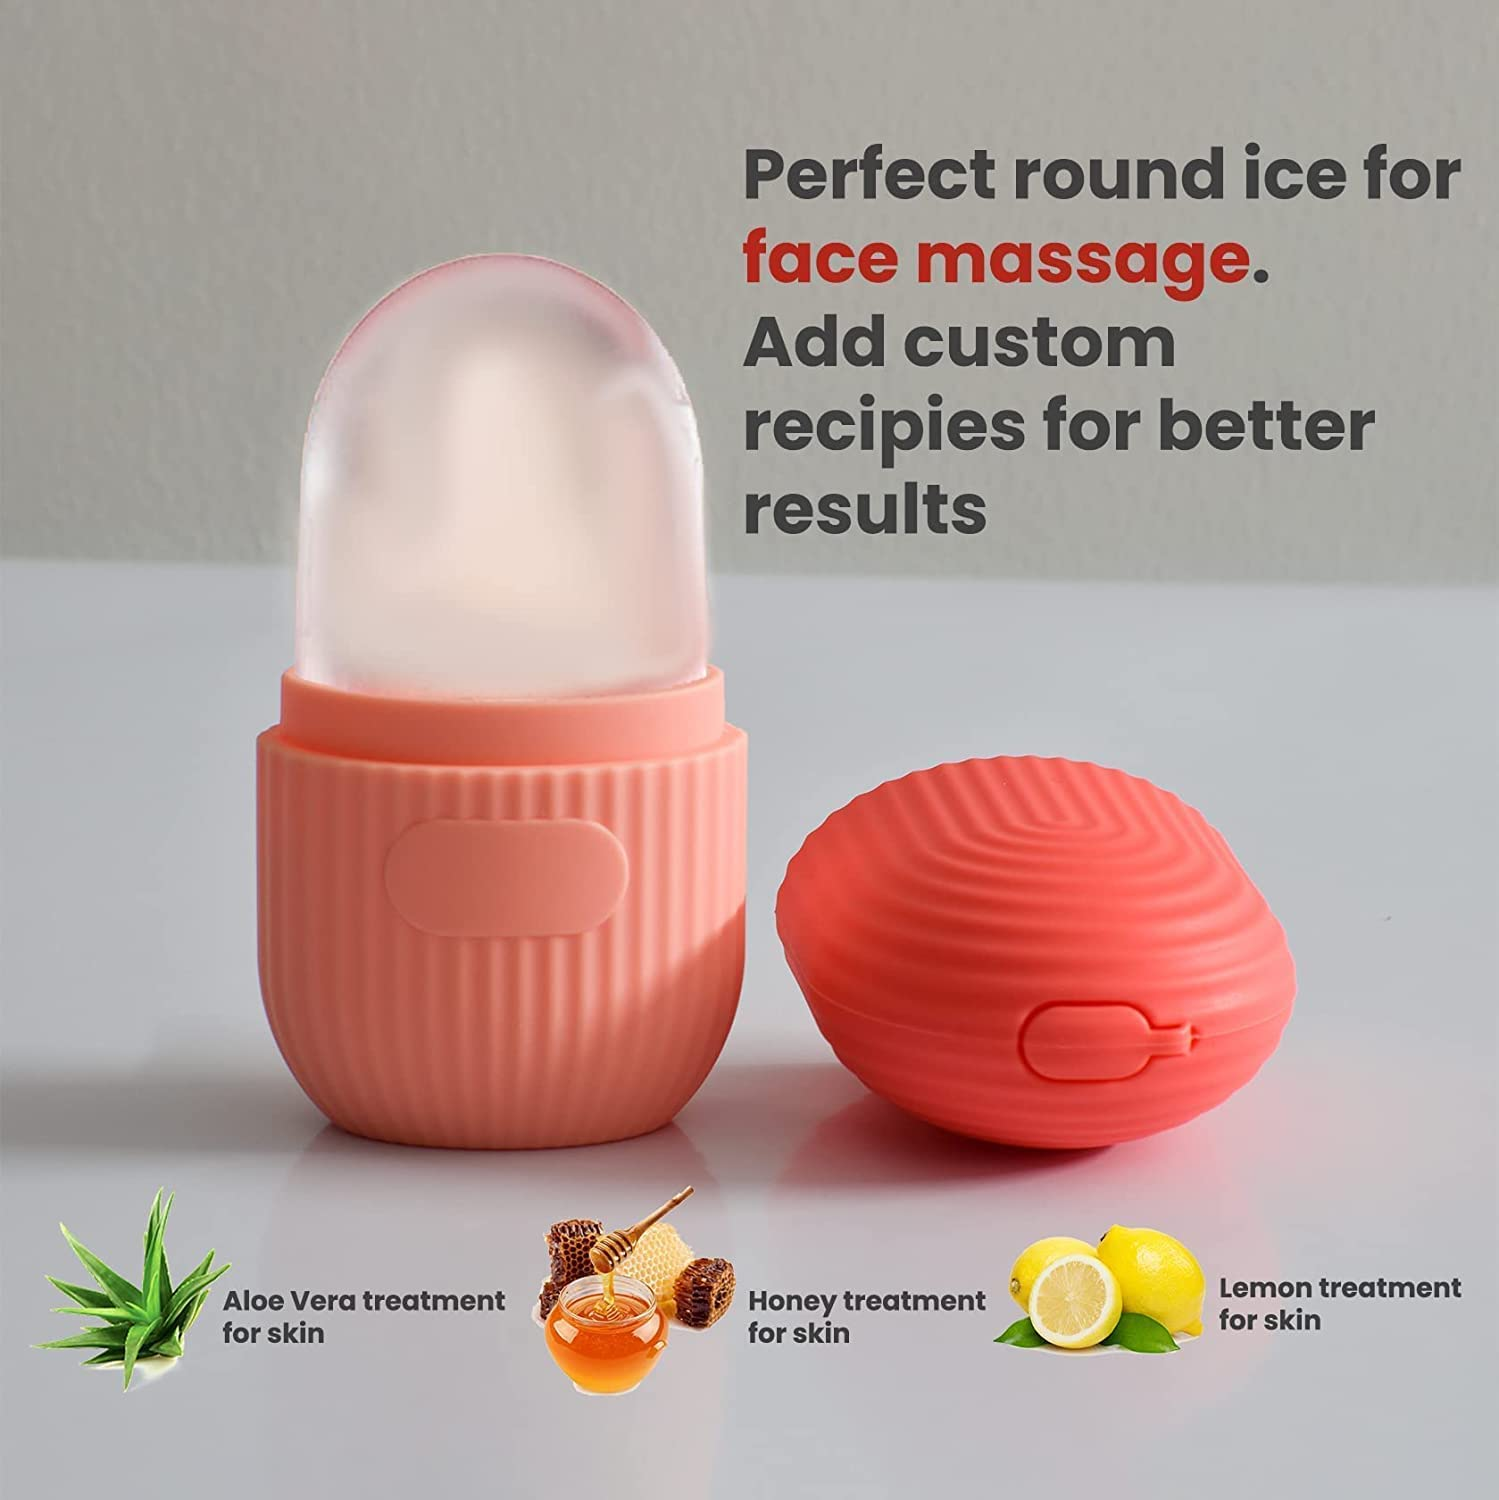 Perfect round ice for
face massage.
Add custom
recipies for better
results
Aloe Vera treatment
for skin
Honey treatment
for skin
Lemon treatment
for skin